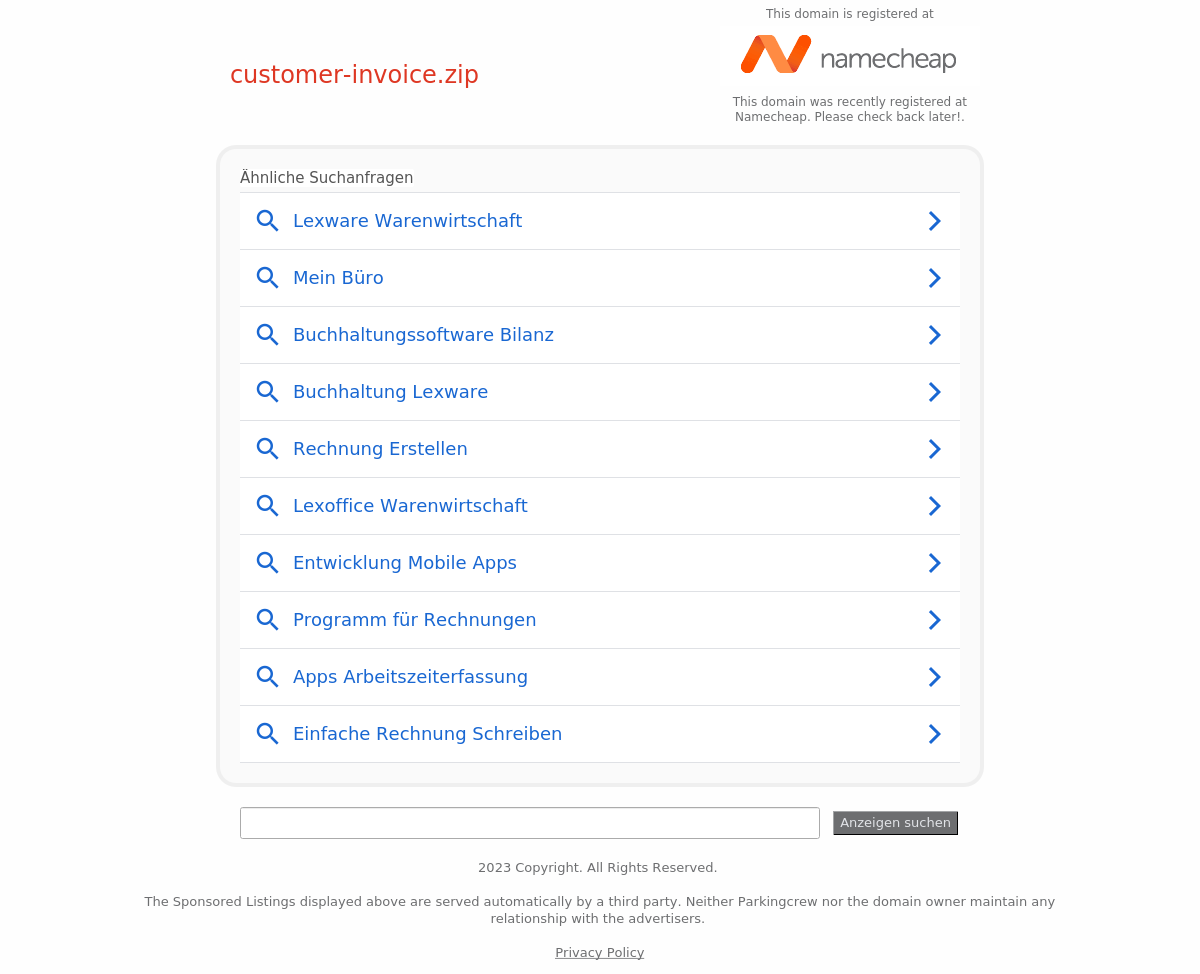 This domain is registered at
namecheap
customer-invoice.zip
This domain was recently registered at
Namecheap. Please check back later!.
Ähnliche Suchanfragen
Lexware Warenwirtschaft
Mein Büro
Buchhaltungssoftware Bilanz
Buchhaltung Lexware
Rechnung Erstellen
Lexoffice Warenwirtschaft
Entwicklung Mobile Apps
Programm für Rechnungen
Apps Arbeitszeiterfassung
Einfache Rechnung Schreiben
Anzeigen suchen
2023 Copyright. All Rights Reserved.
The Sponsored Listings displayed above are served automatically by a third party. Neither Parkingcrew nor the domain owner maintain any
relationship with the advertisers.
Privacy Policy